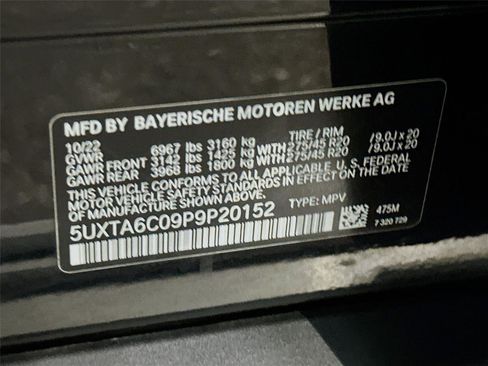 MFD BY BAYERISCHE MOTOREN WERKE AG
10/22 TIRE / RIM
GVWR 6967 lbs 3160 kg
GAWR FRONT 3142 lbs 1425 kg WITH 275/45 R20 / 9.0J x 20
GAWR REAR 3968 lbs 1800 kg WITH 275/45 R20 / 9.0J x 20
THIS VEHICLE CONFORMS TO ALL APPLICABLE U.S. FEDERAL
MOTOR VEHICLE SAFETY STANDARDS IN EFFECT ON THE DATE OF
MANUFACTURE SHOWN ABOVE.
5UXTA6C09P9P20152 TYPE: MPV
475M
7 320 729